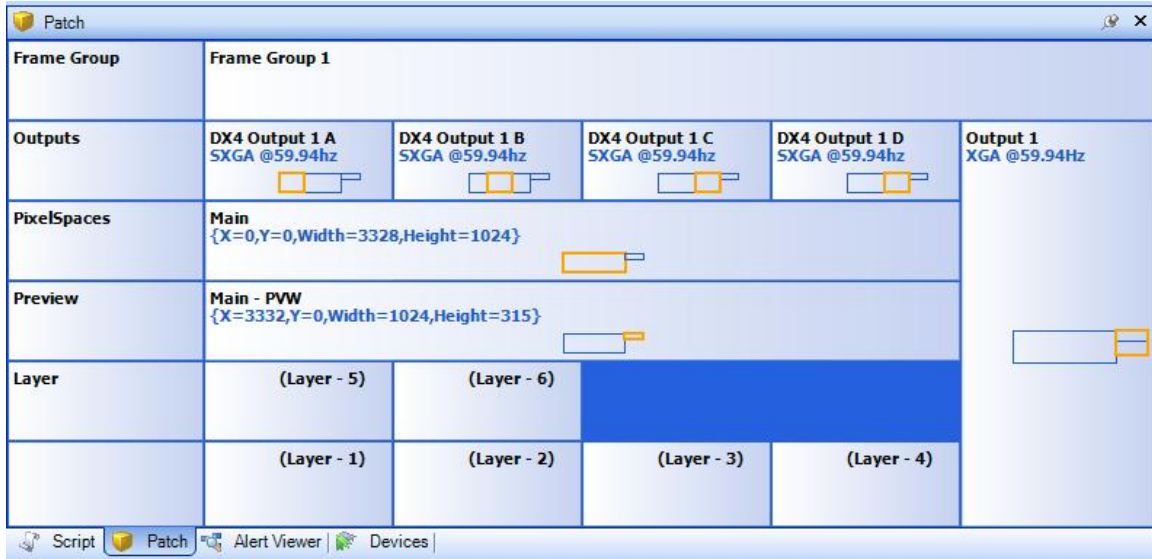 Patch
Frame Group
Frame Group 1
Outputs
DX4 Output 1 A
SXGA @59.94hz
DX4 Output 1 B
SXGA @59.94hz
DX4 Output 1 C
SXGA @59.94hz
DX4 Output 1 D
SXGA @59.94hz
Output 1
XGA @59.94Hz
PixelSpaces
Main
{X=0,Y=0,Width=3328,Height=1024}
Preview
Main - PVW
{X=3332,Y=0,Width=1024,Height=315}
Layer
(Layer - 5)
(Layer - 6)
(Layer - 1)
(Layer - 2)
(Layer - 3)
(Layer - 4)
Script
Patch
Alert Viewer
Devices